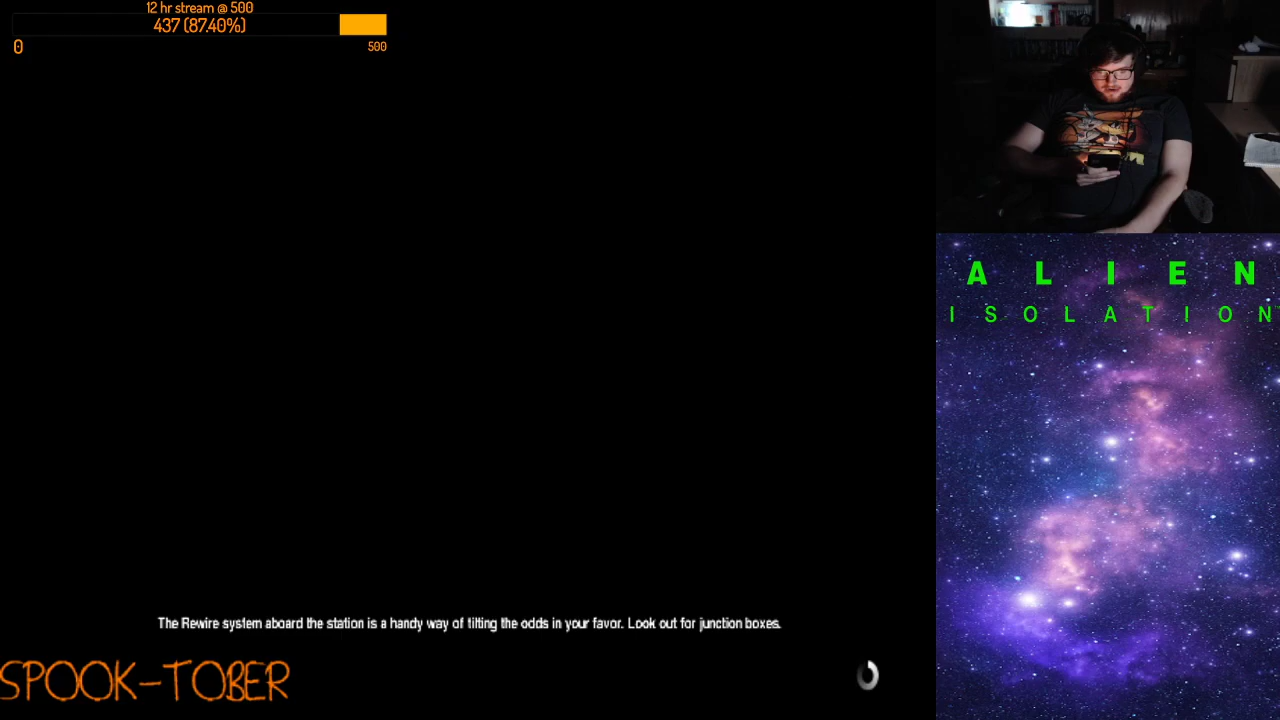 12 hr stream @ 500
437 (87.40%)
0
500
A L I E N
I S O L A T I O N
The Rewire system aboard the station is a handy way of tilting the odds in your favor. Look out for junction boxes.
SPOOK-TOBER